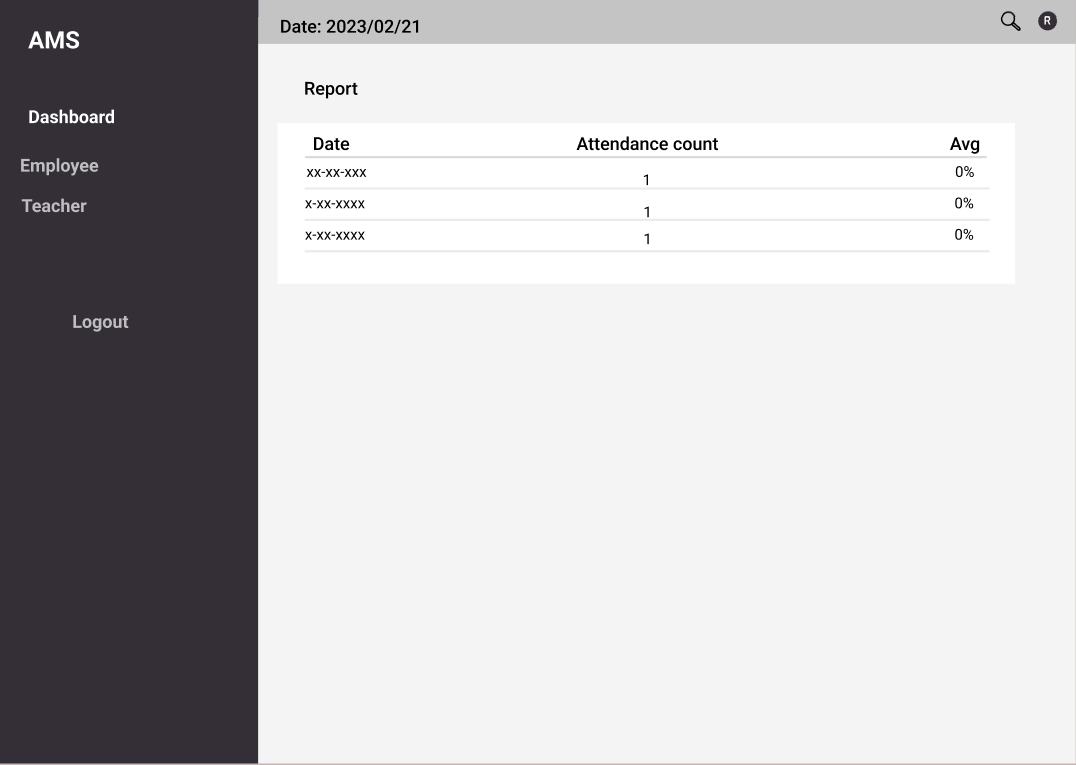 AMS
Dashboard
Employee
Teacher
Logout
Date: 2023/02/21
R
Report
Date Attendance count Avg
xx-xx-xxx 1 0%
x-xx-xxxx 1 0%
x-xx-xxxx 1 0%